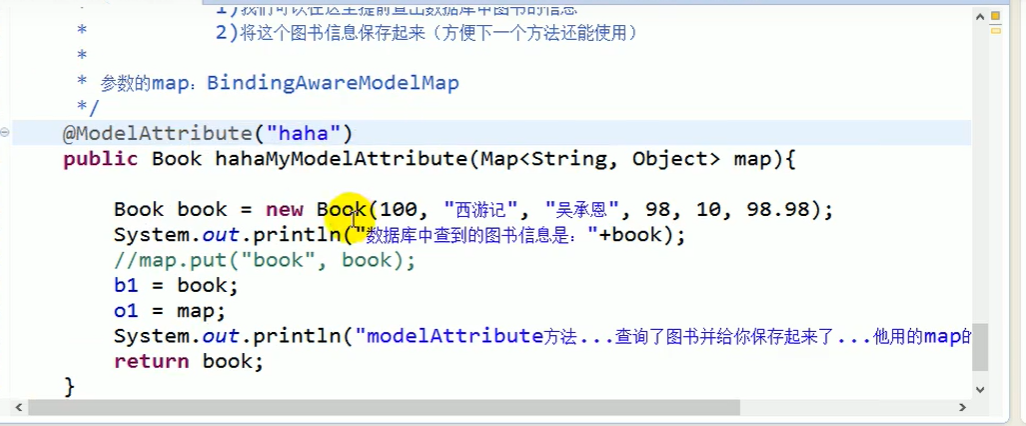 * 1)我们可以在这里提前查出数据库中图书的信息
* 2)将这个图书信息保存起来（方便下一个方法还能使用）
*
* 参数的map：BindingAwareModelMap
*/
@ModelAttribute("haha")
public Book hahaMyModelAttribute(Map<String, Object> map){
Book book = new Book(100, "西游记", "吴承恩", 98, 10, 98.98);
System.out.println("数据库中查到的图书信息是："+book);
//map.put("book", book);
b1 = book;
o1 = map;
System.out.println("modelAttribute方法...查询了图书并给你保存起来了...他用的map的
return book;
}